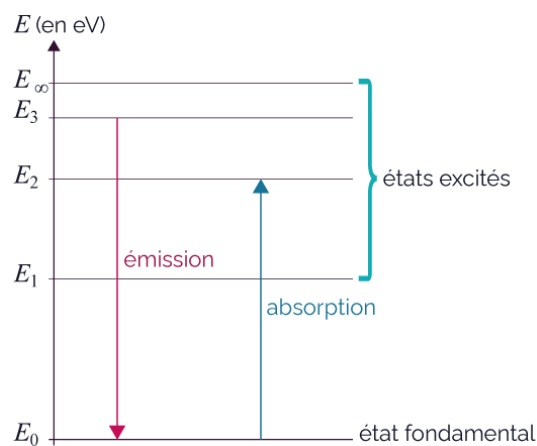 E (en eV)
E∞
E3
E2
états excités
émission
E1
absorption
E0
état fondamental